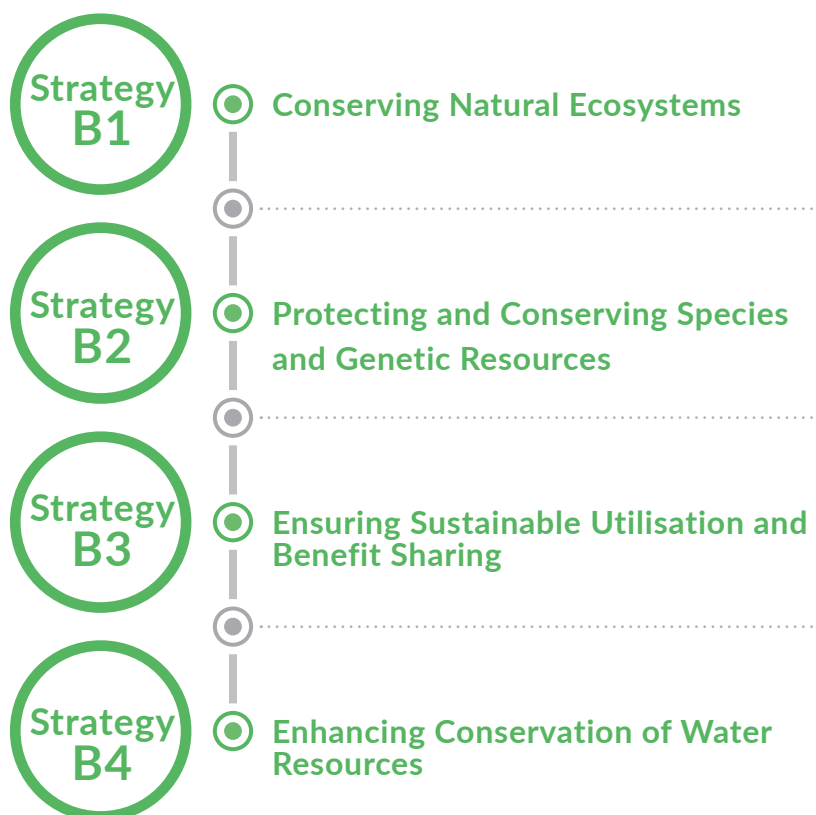 Strategy
B1
Conserving Natural Ecosystems
Strategy
B2
Protecting and Conserving Species
and Genetic Resources
Strategy
B3
Ensuring Sustainable Utilisation and
Benefit Sharing
Strategy
B4
Enhancing Conservation of Water
Resources